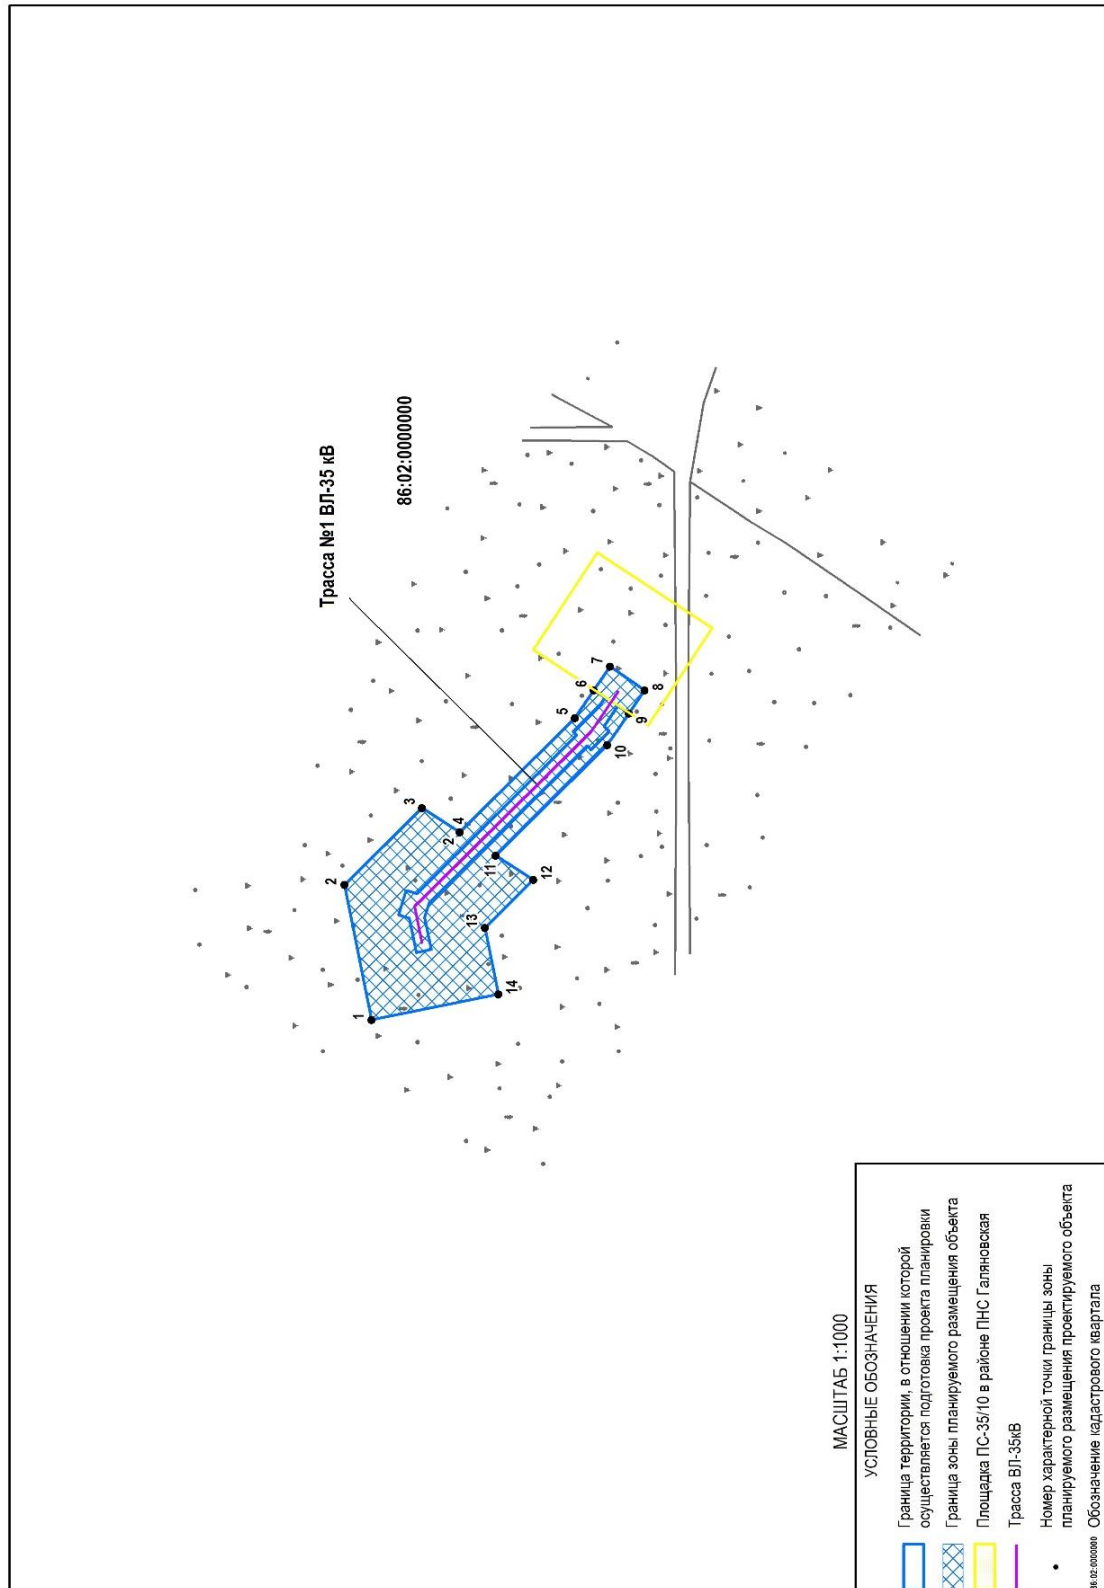 Трасса №1 ВЛ-35 кВ
86:02:0000000
1
2
3
2
4
5
6
7
8
9
10
11
12
13
14
МАСШТАБ 1:1000
УСЛОВНЫЕ ОБОЗНАЧЕНИЯ
Граница территории, в отношении которой
осуществляется подготовка проекта планировки
Граница зоны планируемого размещения объекта
Площадка ПС-35/10 в районе ПНС Галяновская
Трасса ВЛ-35кВ
Номер характерной точки границы зоны
планируемого размещения проектируемого объекта
86:02:0000000 Обозначение кадастрового квартала